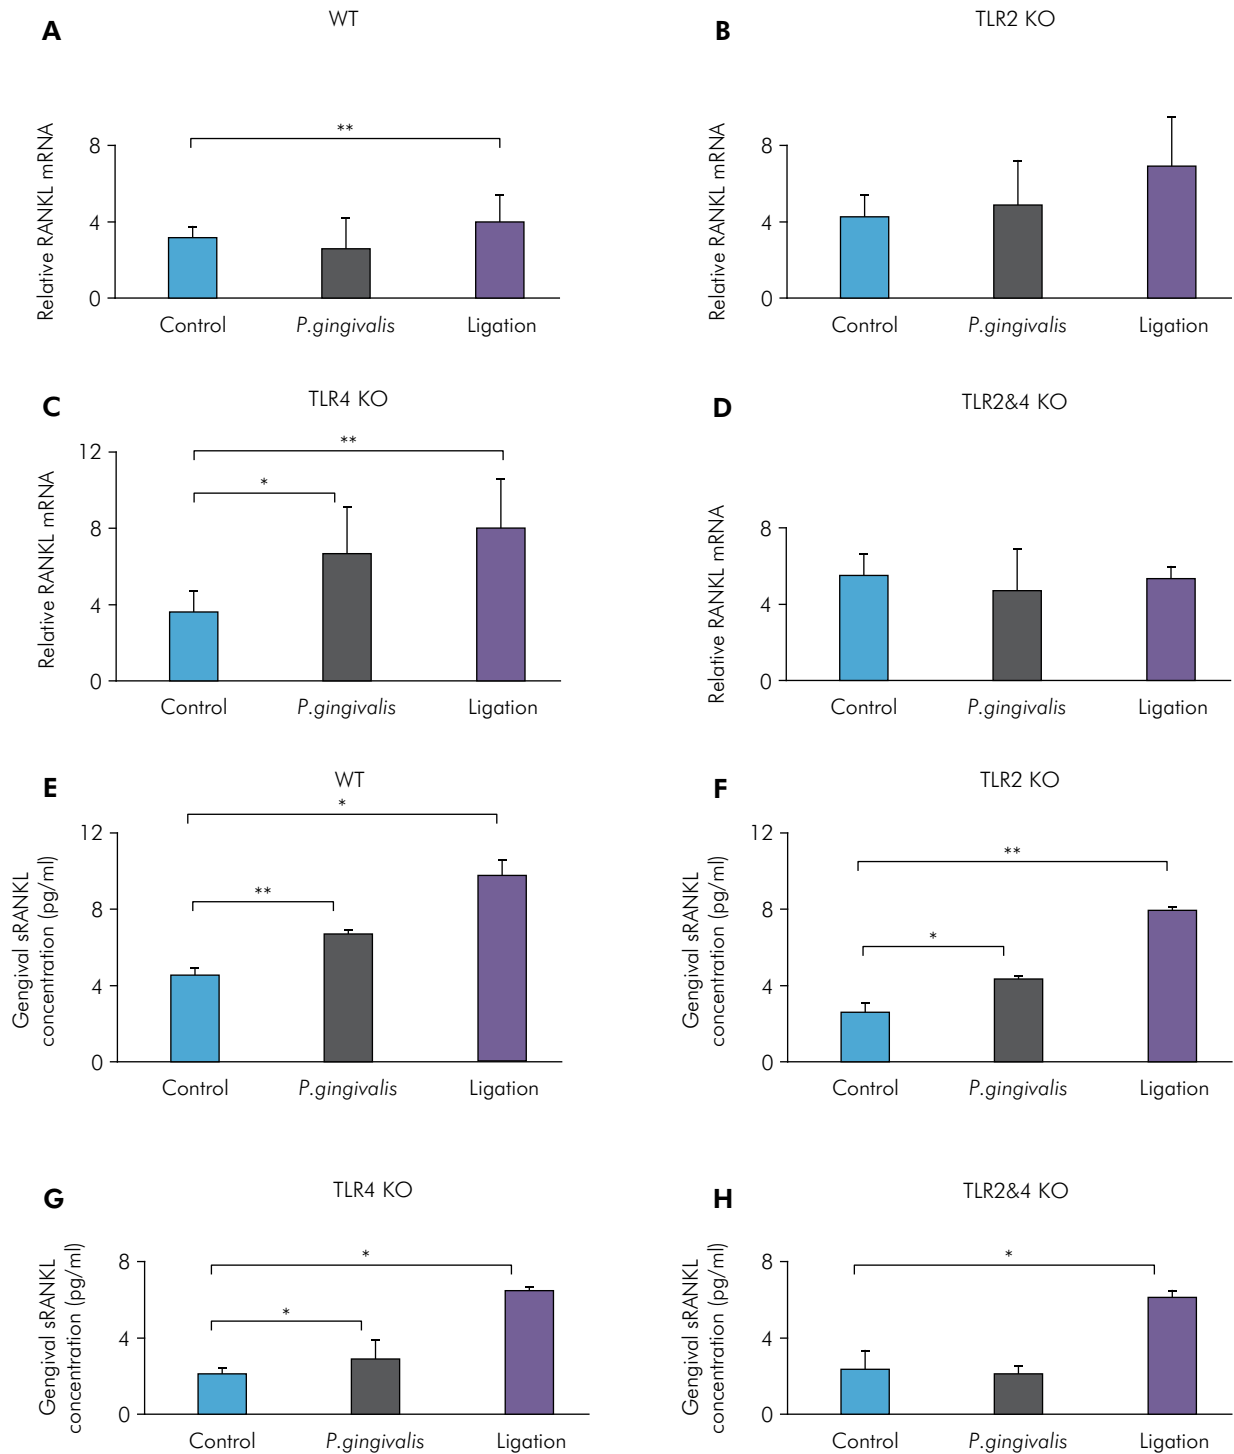 A
WT
Relative RANKL mRNA
8
4
0
**
Control
P.gingivalis
Ligation
B
TLR2 KO
Relative RANKL mRNA
8
4
0
Control
P.gingivalis
Ligation
C
TLR4 KO
Relative RANKL mRNA
12
8
4
0
**
*
Control
P.gingivalis
Ligation
D
TLR2&4 KO
Relative RANKL mRNA
8
4
0
Control
P.gingivalis
Ligation
E
WT
Gengival sRANKL
concentration (pg/ml)
12
8
4
0
*
**
Control
P.gingivalis
Ligation
F
TLR2 KO
Gengival sRANKL
concentration (pg/ml)
12
8
4
0
**
*
Control
P.gingivalis
Ligation
G
TLR4 KO
Gengival sRANKL
concentration (pg/ml)
8
4
0
*
*
Control
P.gingivalis
Ligation
H
TLR2&4 KO
Gengival sRANKL
concentration (pg/ml)
8
4
0
*
Control
P.gingivalis
Ligation